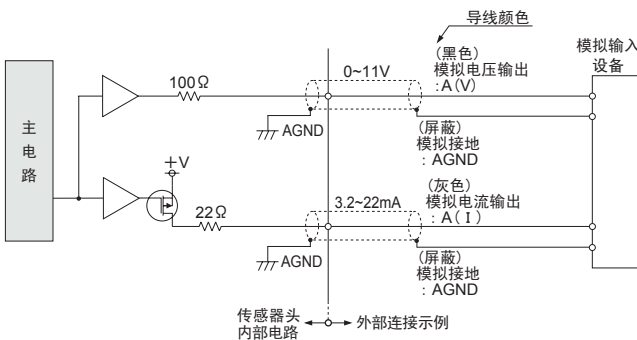 导线颜色
主
电
路
100Ω
0~11V
(黑色)
模拟电压输出
:A(V)
模拟输入
设备
AGND
(屏蔽)
模拟接地
: AGND
+V
22Ω
3.2~22mA
(灰色)
模拟电流输出
: A( I )
AGND
(屏蔽)
模拟接地
: AGND
传感器头
内部电路
外部连接示例